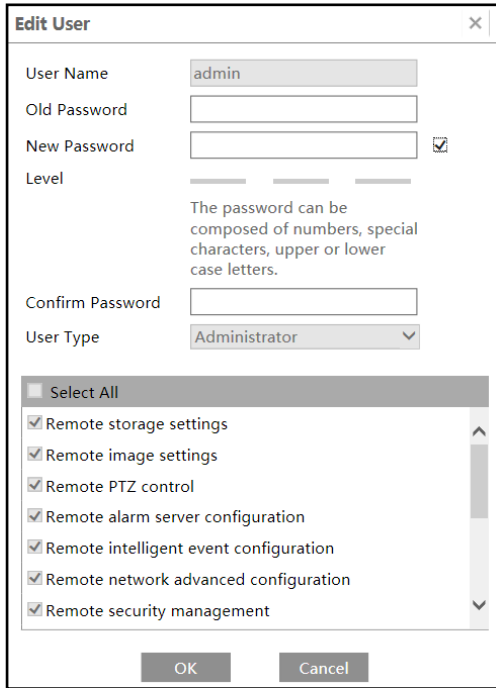 Edit User
User Name admin
Old Password
New Password
Level
The password can be
composed of numbers, special
characters, upper or lower
case letters.
Confirm Password
User Type Administrator
Select All
Remote storage settings
Remote image settings
Remote PTZ control
Remote alarm server configuration
Remote intelligent event configuration
Remote network advanced configuration
Remote security management
OK Cancel